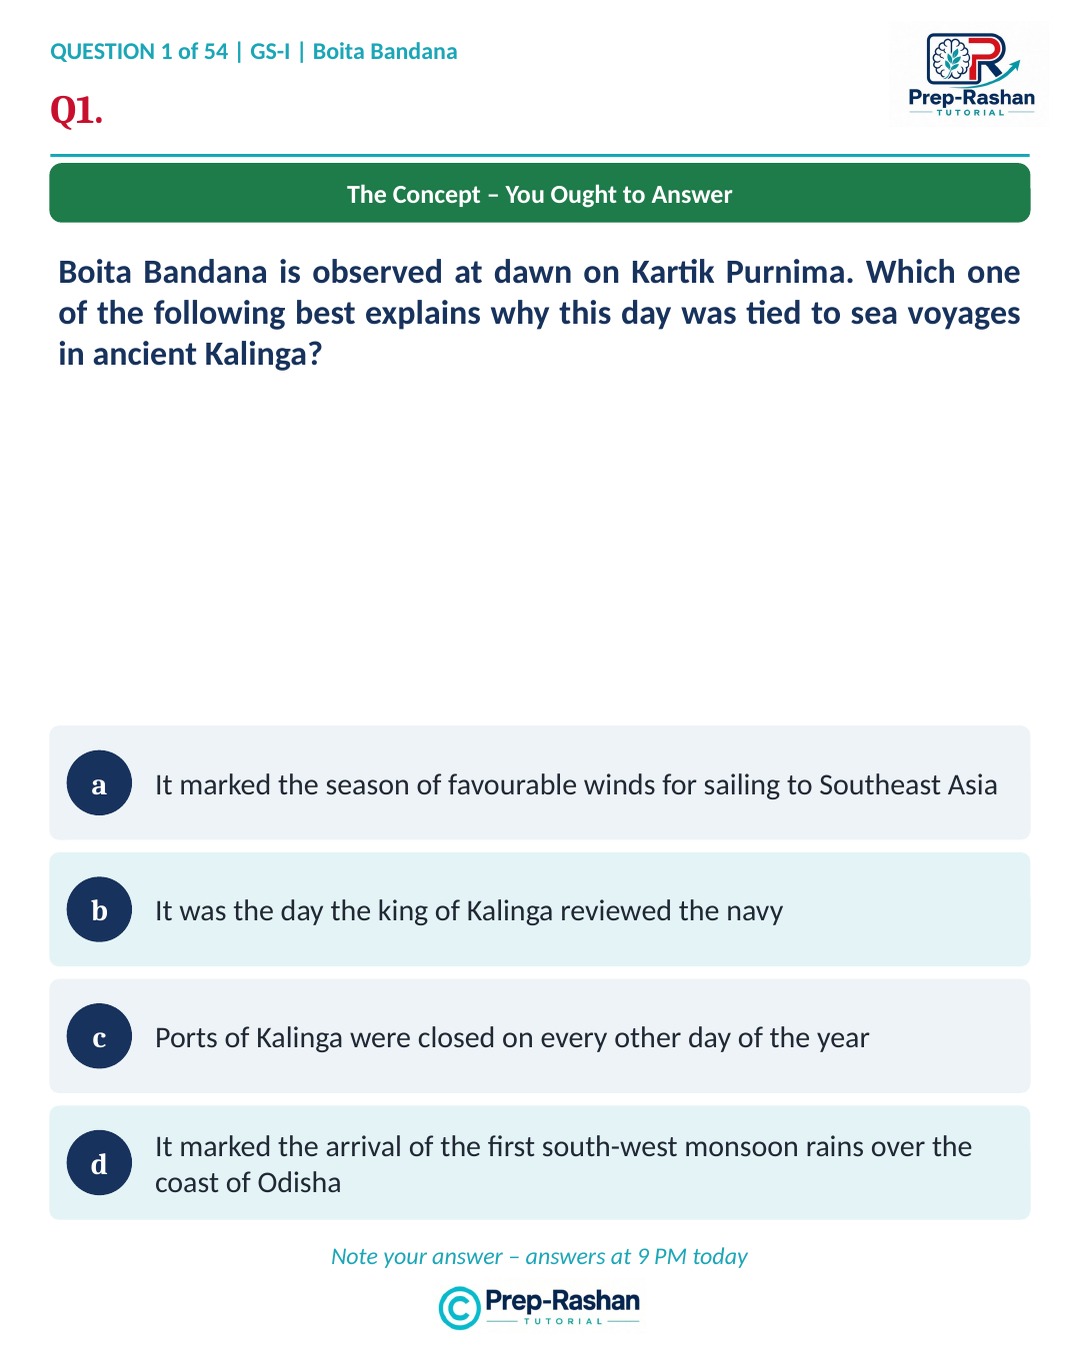 QUESTION 1 of 54 | GS-I | Boita Bandana
Prep-Rashan
TUTORIAL
Q1.
The Concept – You Ought to Answer
Boita Bandana is observed at dawn on Kartik Purnima. Which one
of the following best explains why this day was tied to sea voyages
in ancient Kalinga?
a It marked the season of favourable winds for sailing to Southeast Asia
b It was the day the king of Kalinga reviewed the navy
c Ports of Kalinga were closed on every other day of the year
d It marked the arrival of the first south-west monsoon rains over the
coast of Odisha
Note your answer – answers at 9 PM today
© Prep-Rashan
TUTORIAL